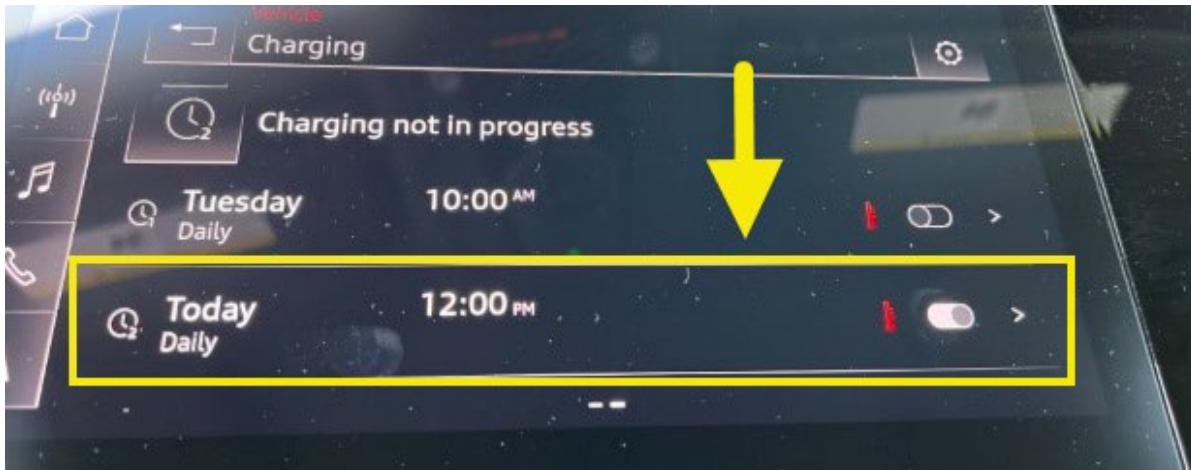 Vehicle
Charging
Charging not in progress
Tuesday 10:00 AM
Daily
Today 12:00 PM
Daily